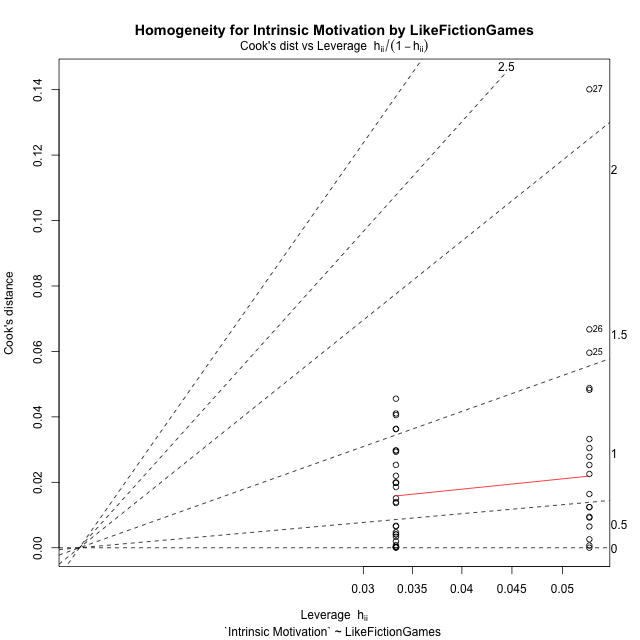 Homogeneity for Intrinsic Motivation by LikeFictionGames
Cook's dist vs Leverage hii/(1 − hii)
2.5
0.14
27
0.12
2
0.10
0.08
Cook's distance
26
1.5
0.06
25
0.04
1
0.02
0.5
0.00
0
0.03 0.035 0.04 0.045 0.05
Leverage hii
`Intrinsic Motivation` ~ LikeFictionGames